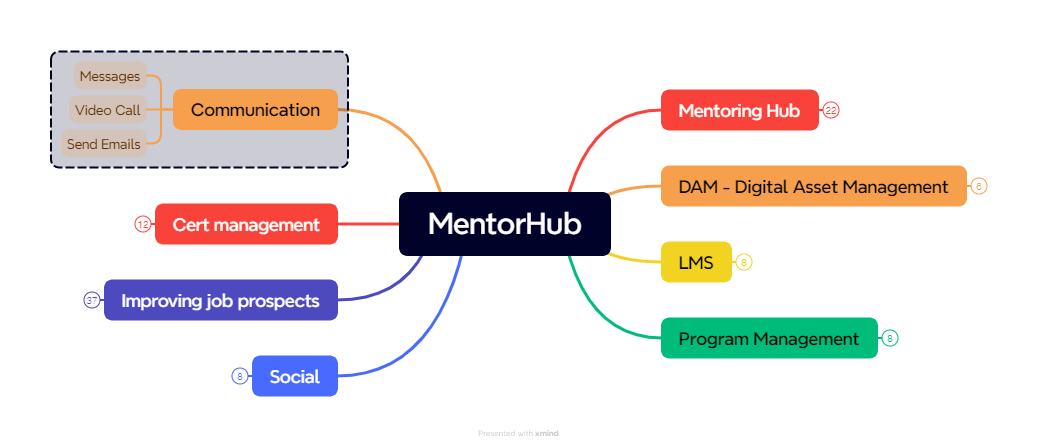 Messages
Video Call
Send Emails
Communication
Cert management
12
Improving job prospects
37
Social
8
MentorHub
Mentoring Hub
22
DAM - Digital Asset Management
6
LMS
8
Program Management
8
Presented with xmind